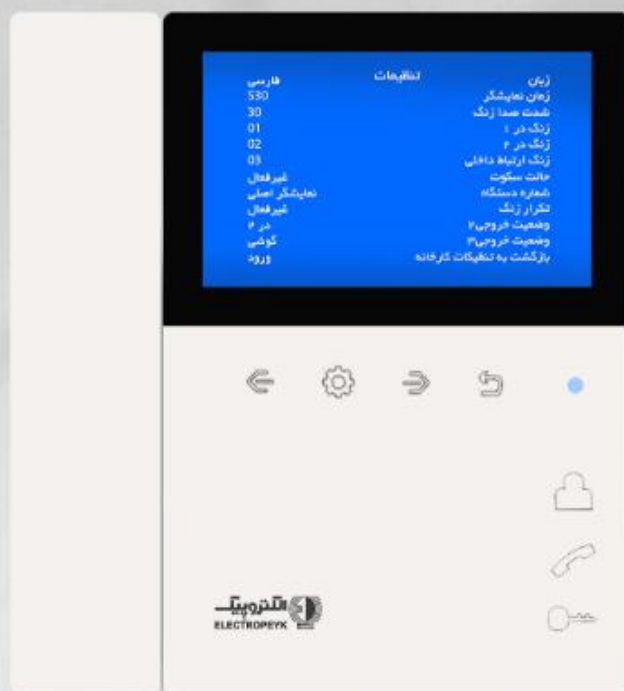 تنظیمات
زبان فارسی
زمان نمایشگر S30
شدت صدا زنگ 30
زنگ در ۱ 01
زنگ در ۲ 02
زنگ ارتباط داخلی 03
حالت سکوت غیرفعال
شماره دستگاه نمایشگر اصلی
تکرار زنگ غیرفعال
وضعیت خروجی۲ در ۲
وضعیت خروجی۳ گوشی
بازگشت به تنظیکات کارخانه ورود
الکتروپیک
ELECTROPEYK